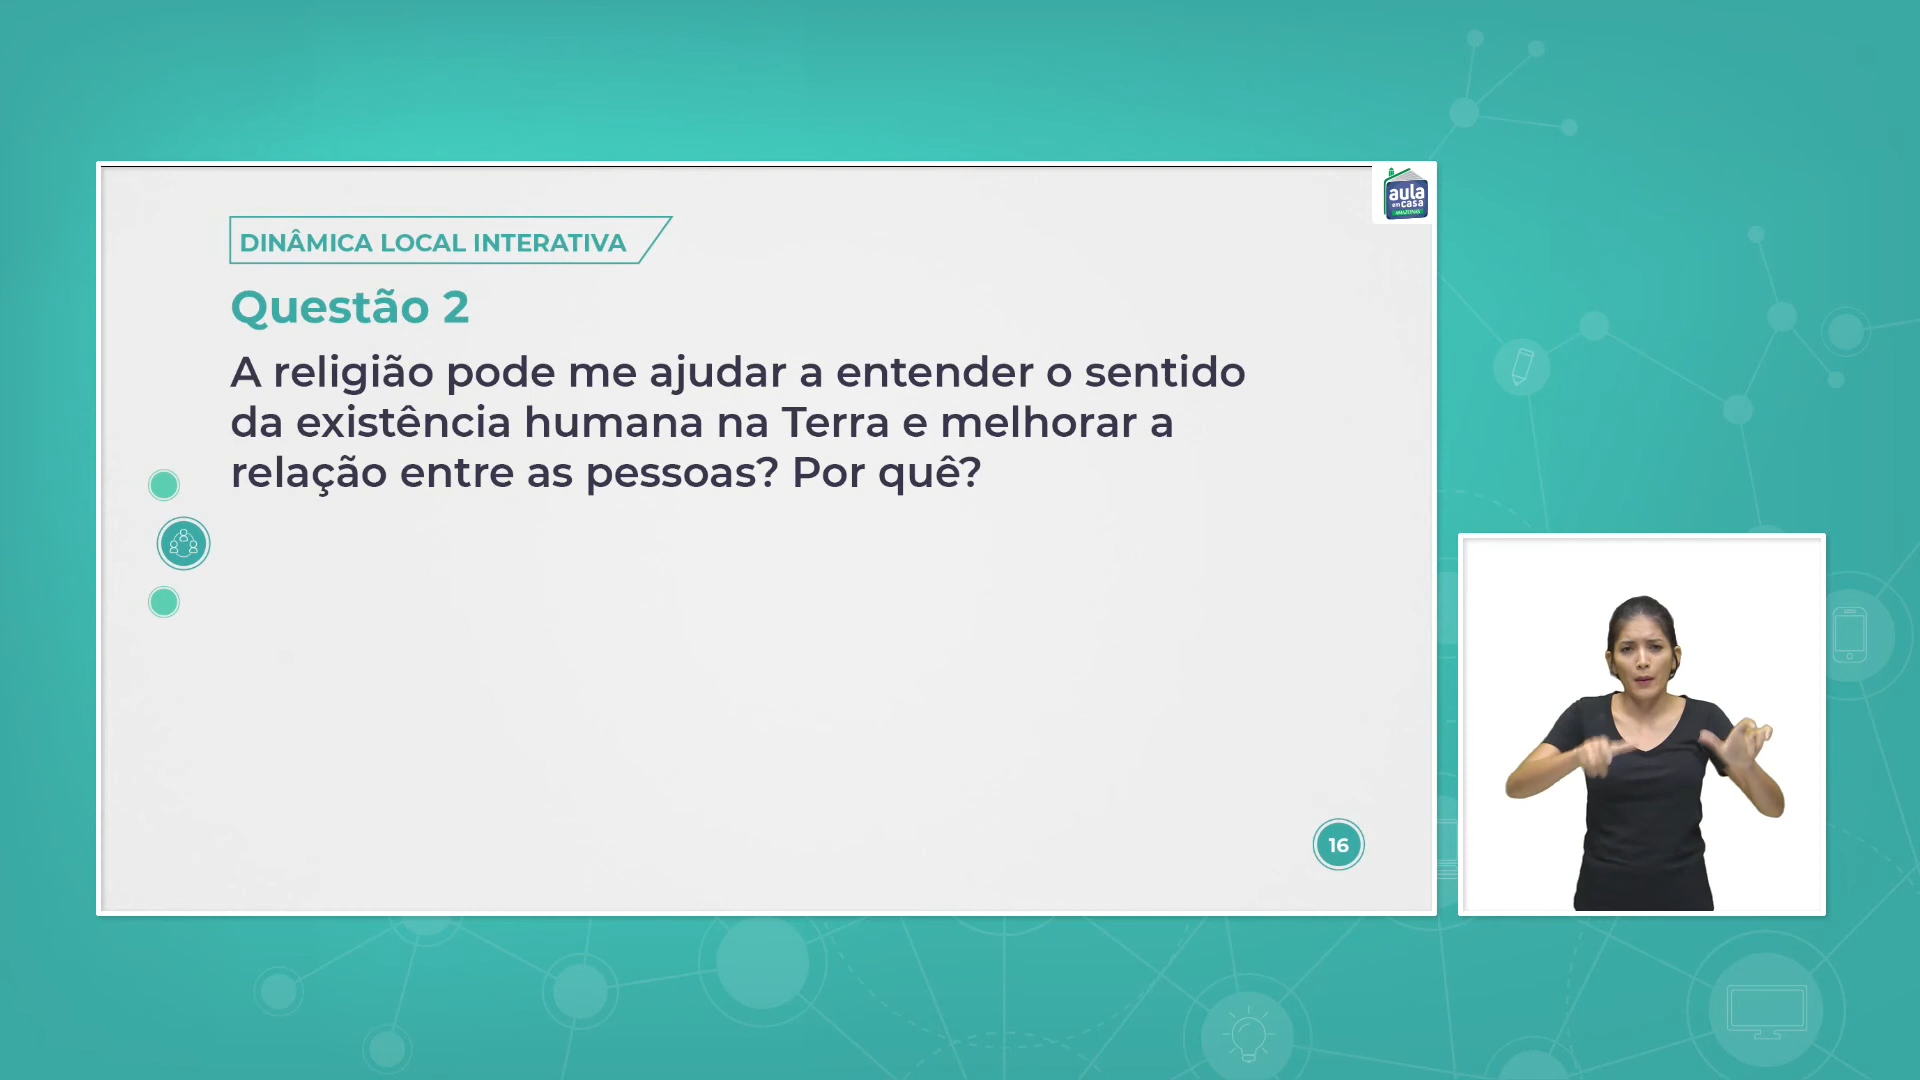 aula
em casa
AMAZONAS
DINÂMICA LOCAL INTERATIVA
Questão 2
A religião pode me ajudar a entender o sentido
da existência humana na Terra e melhorar a
relação entre as pessoas? Por quê?
16